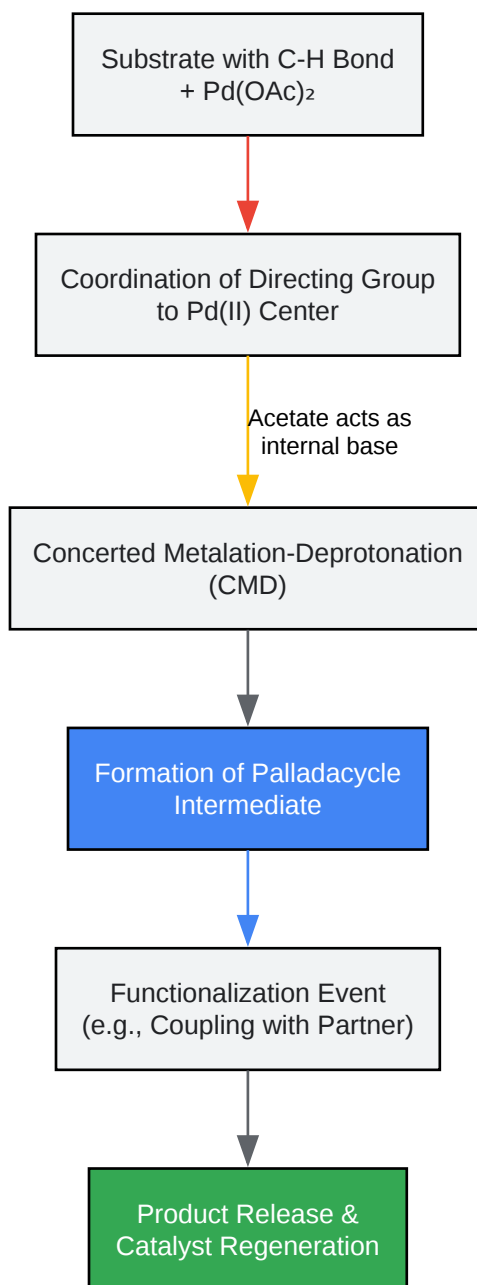 Substrate with C-H Bond
+ Pd(OAc)₂
Coordination of Directing Group
to Pd(II) Center
Acetate acts as
internal base
Concerted Metalation-Deprotonation
(CMD)
Formation of Palladacycle
Intermediate
Functionalization Event
(e.g., Coupling with Partner)
Product Release &
Catalyst Regeneration